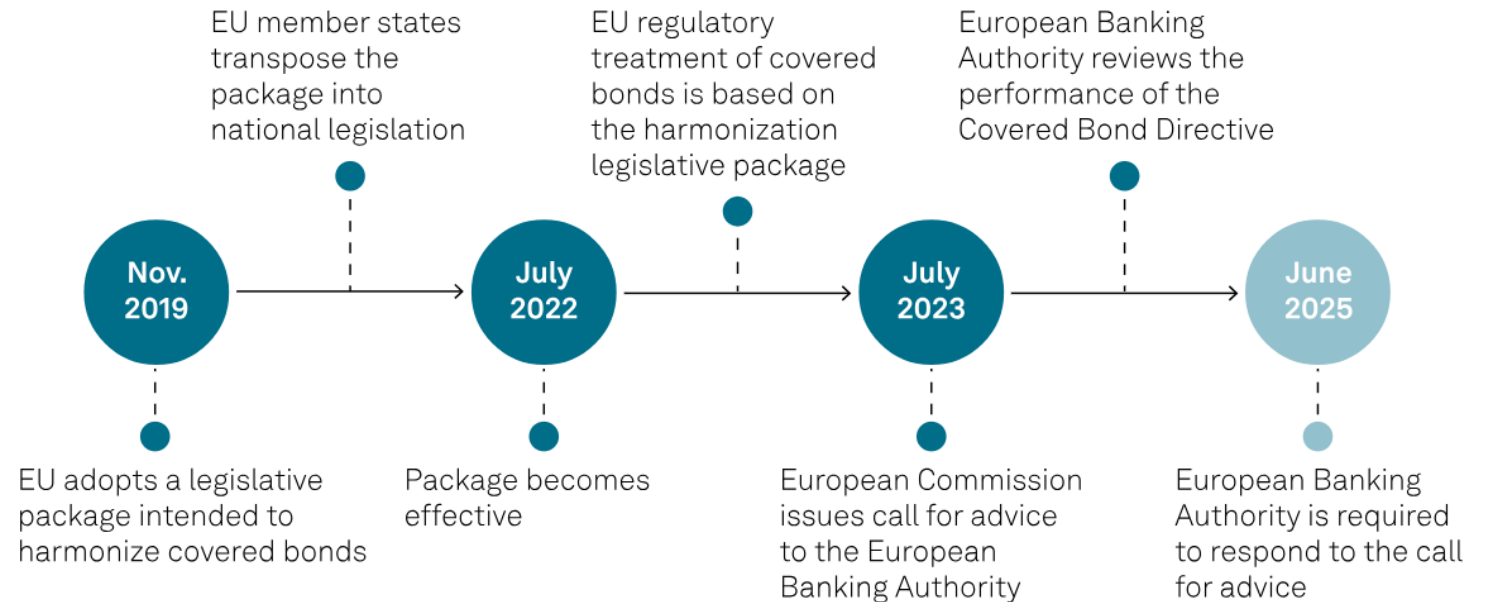 EU member states
transpose the
package into
national legislation
EU regulatory
treatment of covered
bonds is based on
the harmonization
legislative package
European Banking
Authority reviews the
performance of the
Covered Bond Directive
Nov.
2019
July
2022
July
2023
June
2025
EU adopts a legislative
package intended to
harmonize covered bonds
Package becomes
effective
European Commission
issues call for advice
to the European
Banking Authority
European Banking
Authority is required
to respond to the call
for advice